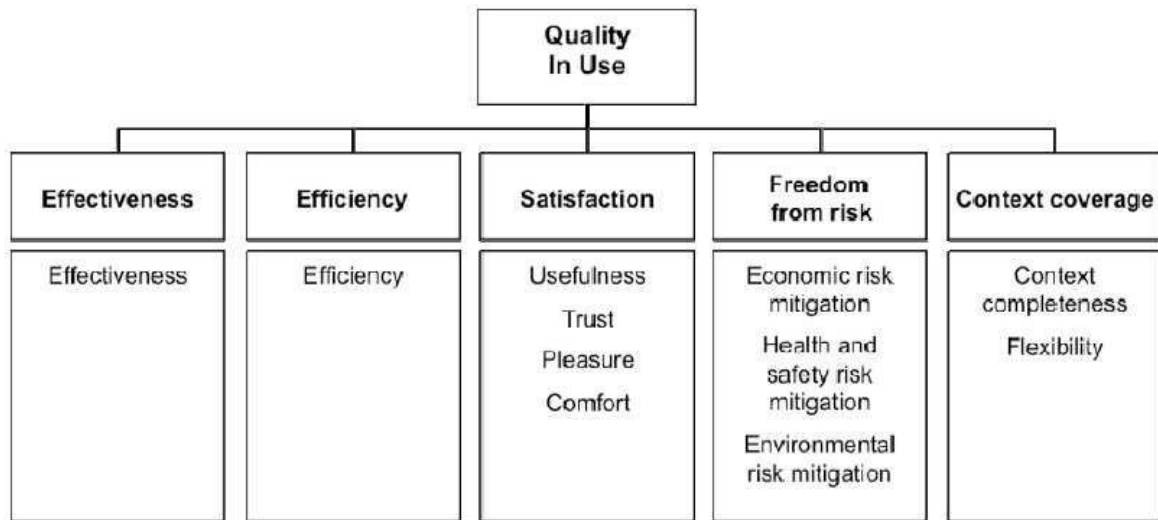 Quality
In Use
Effectiveness
Efficiency
Satisfaction
Freedom
from risk
Context coverage
Effectiveness
Efficiency
Usefulness
Trust
Pleasure
Comfort
Economic risk
mitigation
Health and
safety risk
mitigation
Environmental
risk mitigation
Context
completeness
Flexibility